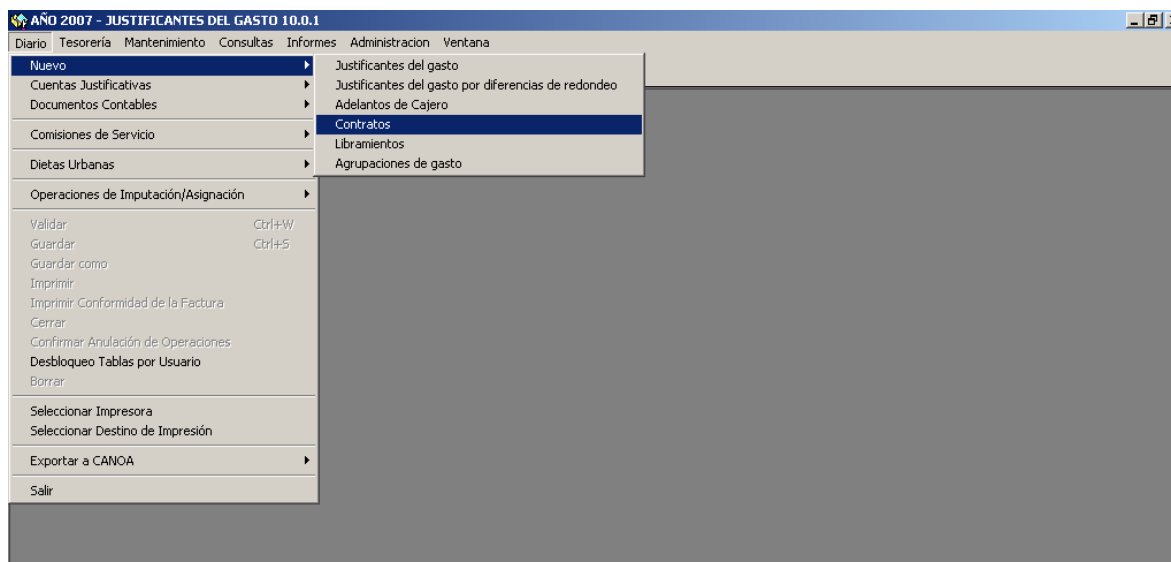 AÑO 2007 - JUSTIFICANTES DEL GASTO 10.0.1
Diario Tesorería Mantenimiento Consultas Informes Administracion Ventana
Nuevo
Cuentas Justificativas
Documentos Contables
Comisiones de Servicio
Dietas Urbanas
Operaciones de Imputación/Asignación
Validar Ctrl+W
Guardar Ctrl+S
Guardar como
Imprimir
Imprimir Conformidad de la Factura
Cerrar
Confirmar Anulación de Operaciones
Desbloqueo Tablas por Usuario
Borrar
Seleccionar Impresora
Seleccionar Destino de Impresión
Exportar a CANOA
Salir
Justificantes del gasto
Justificantes del gasto por diferencias de redondeo
Adelantos de Cajero
Contratos
Libramientos
Agrupaciones de gasto